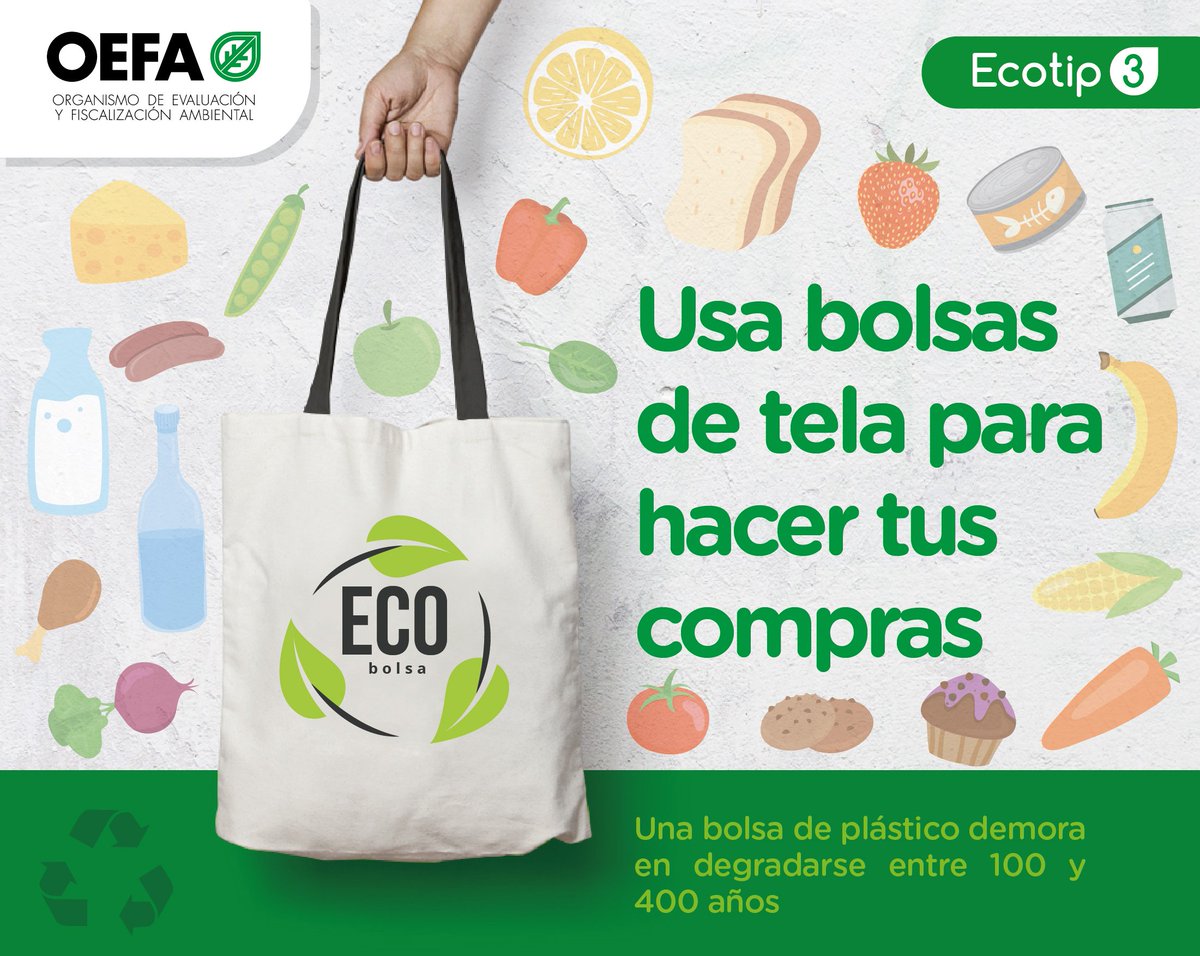 OEFA
ORGANISMO DE EVALUACIÓN
Y FISCALIZACIÓN AMBIENTAL
Ecotip 3
Usa bolsas
de tela para
hacer tus
compras
ECO
bolsa
Una bolsa de plástico demora
en degradarse entre 100 y
400 años